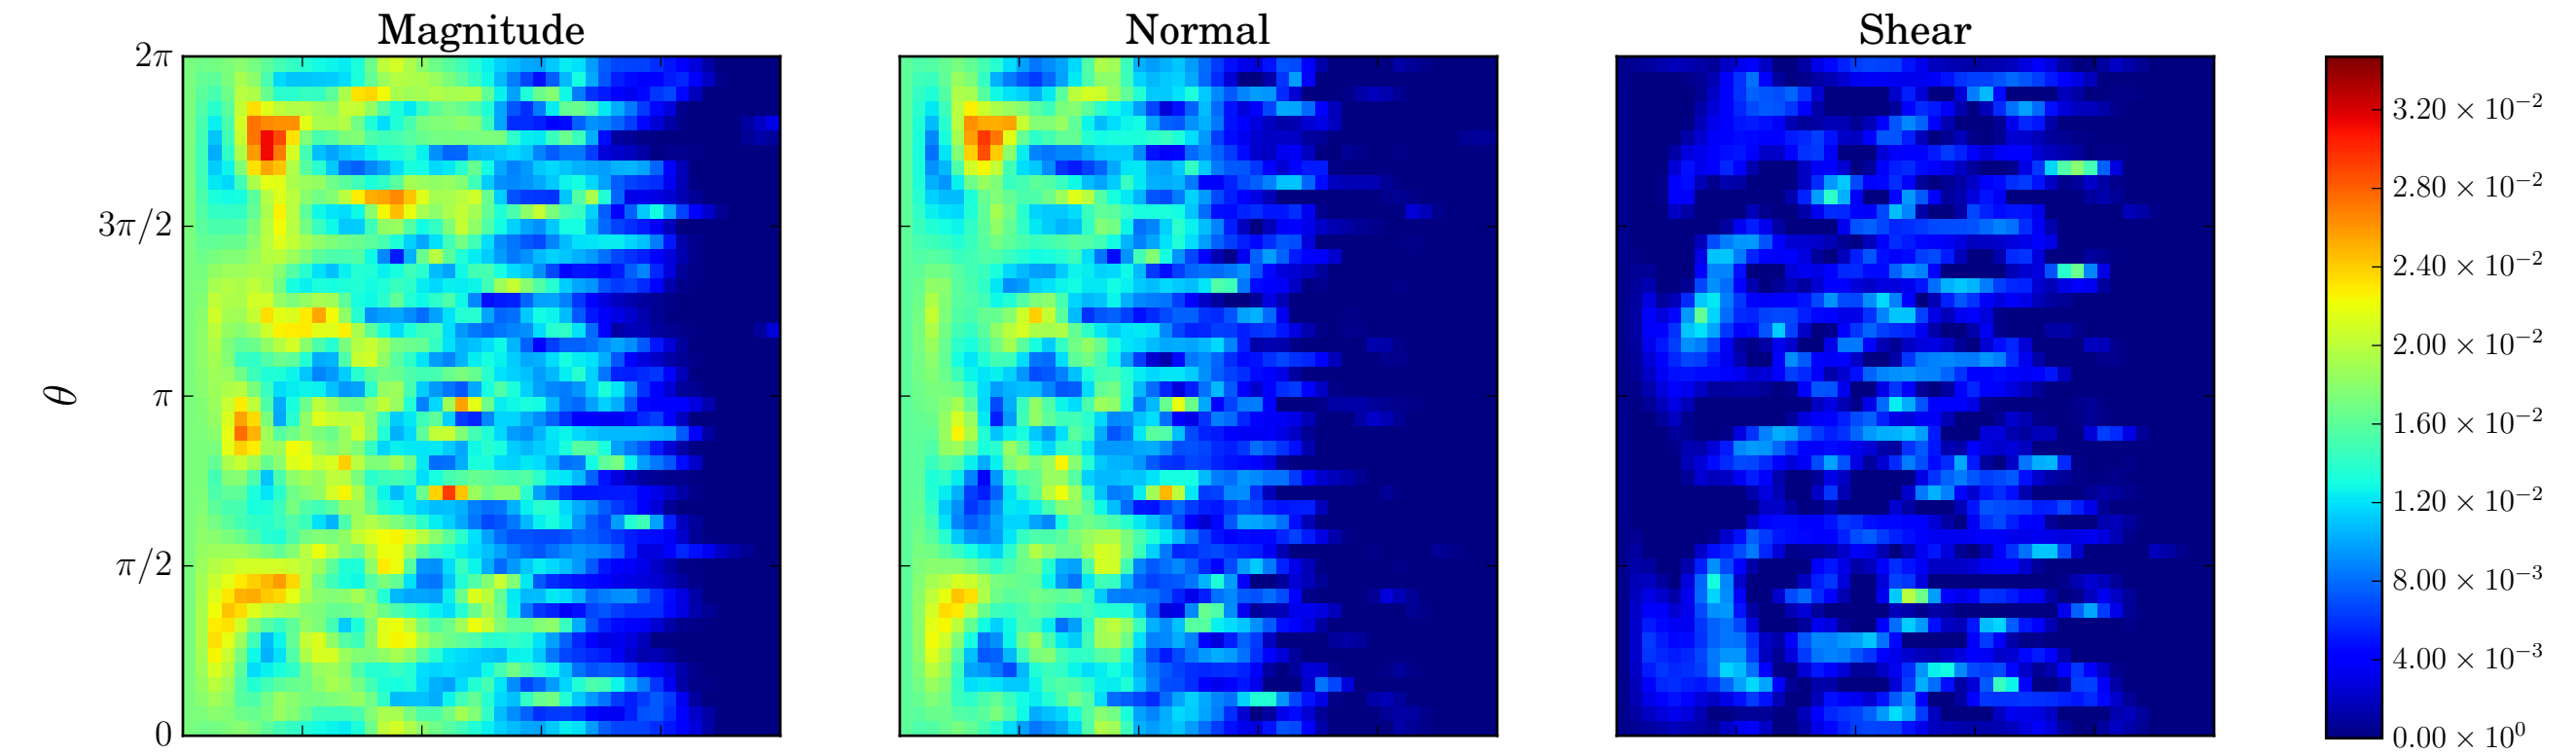 Magnitude Normal Shear
2π
3π/2
π
π/2
0
θ
3.20 × 10⁻²
2.80 × 10⁻²
2.40 × 10⁻²
2.00 × 10⁻²
1.60 × 10⁻²
1.20 × 10⁻²
8.00 × 10⁻³
4.00 × 10⁻³
0.00 × 10⁰